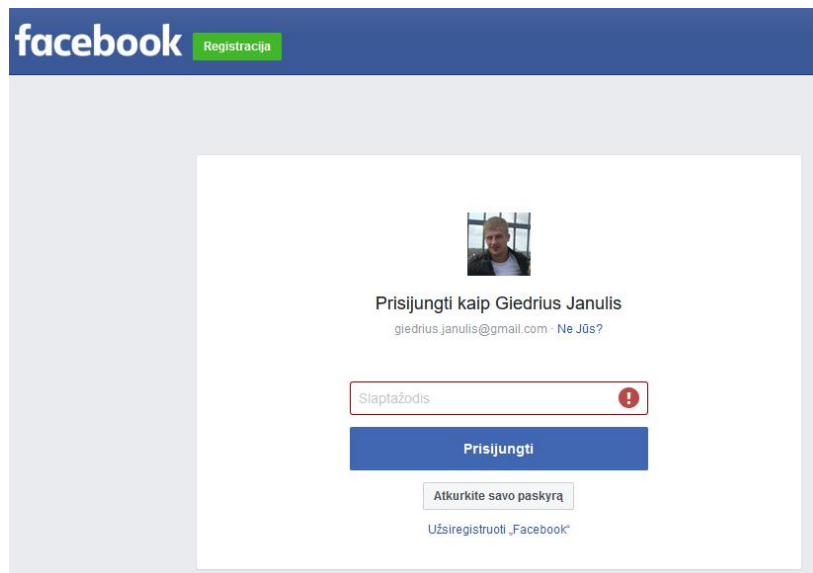 facebook Registracija
Prisijungti kaip Giedrius Janulis
giedrius.janulis@gmail.com · Ne Jūs?
Slaptažodis
Prisijungti
Atkurkite savo paskyrą
Užsiregistruoti „Facebook“